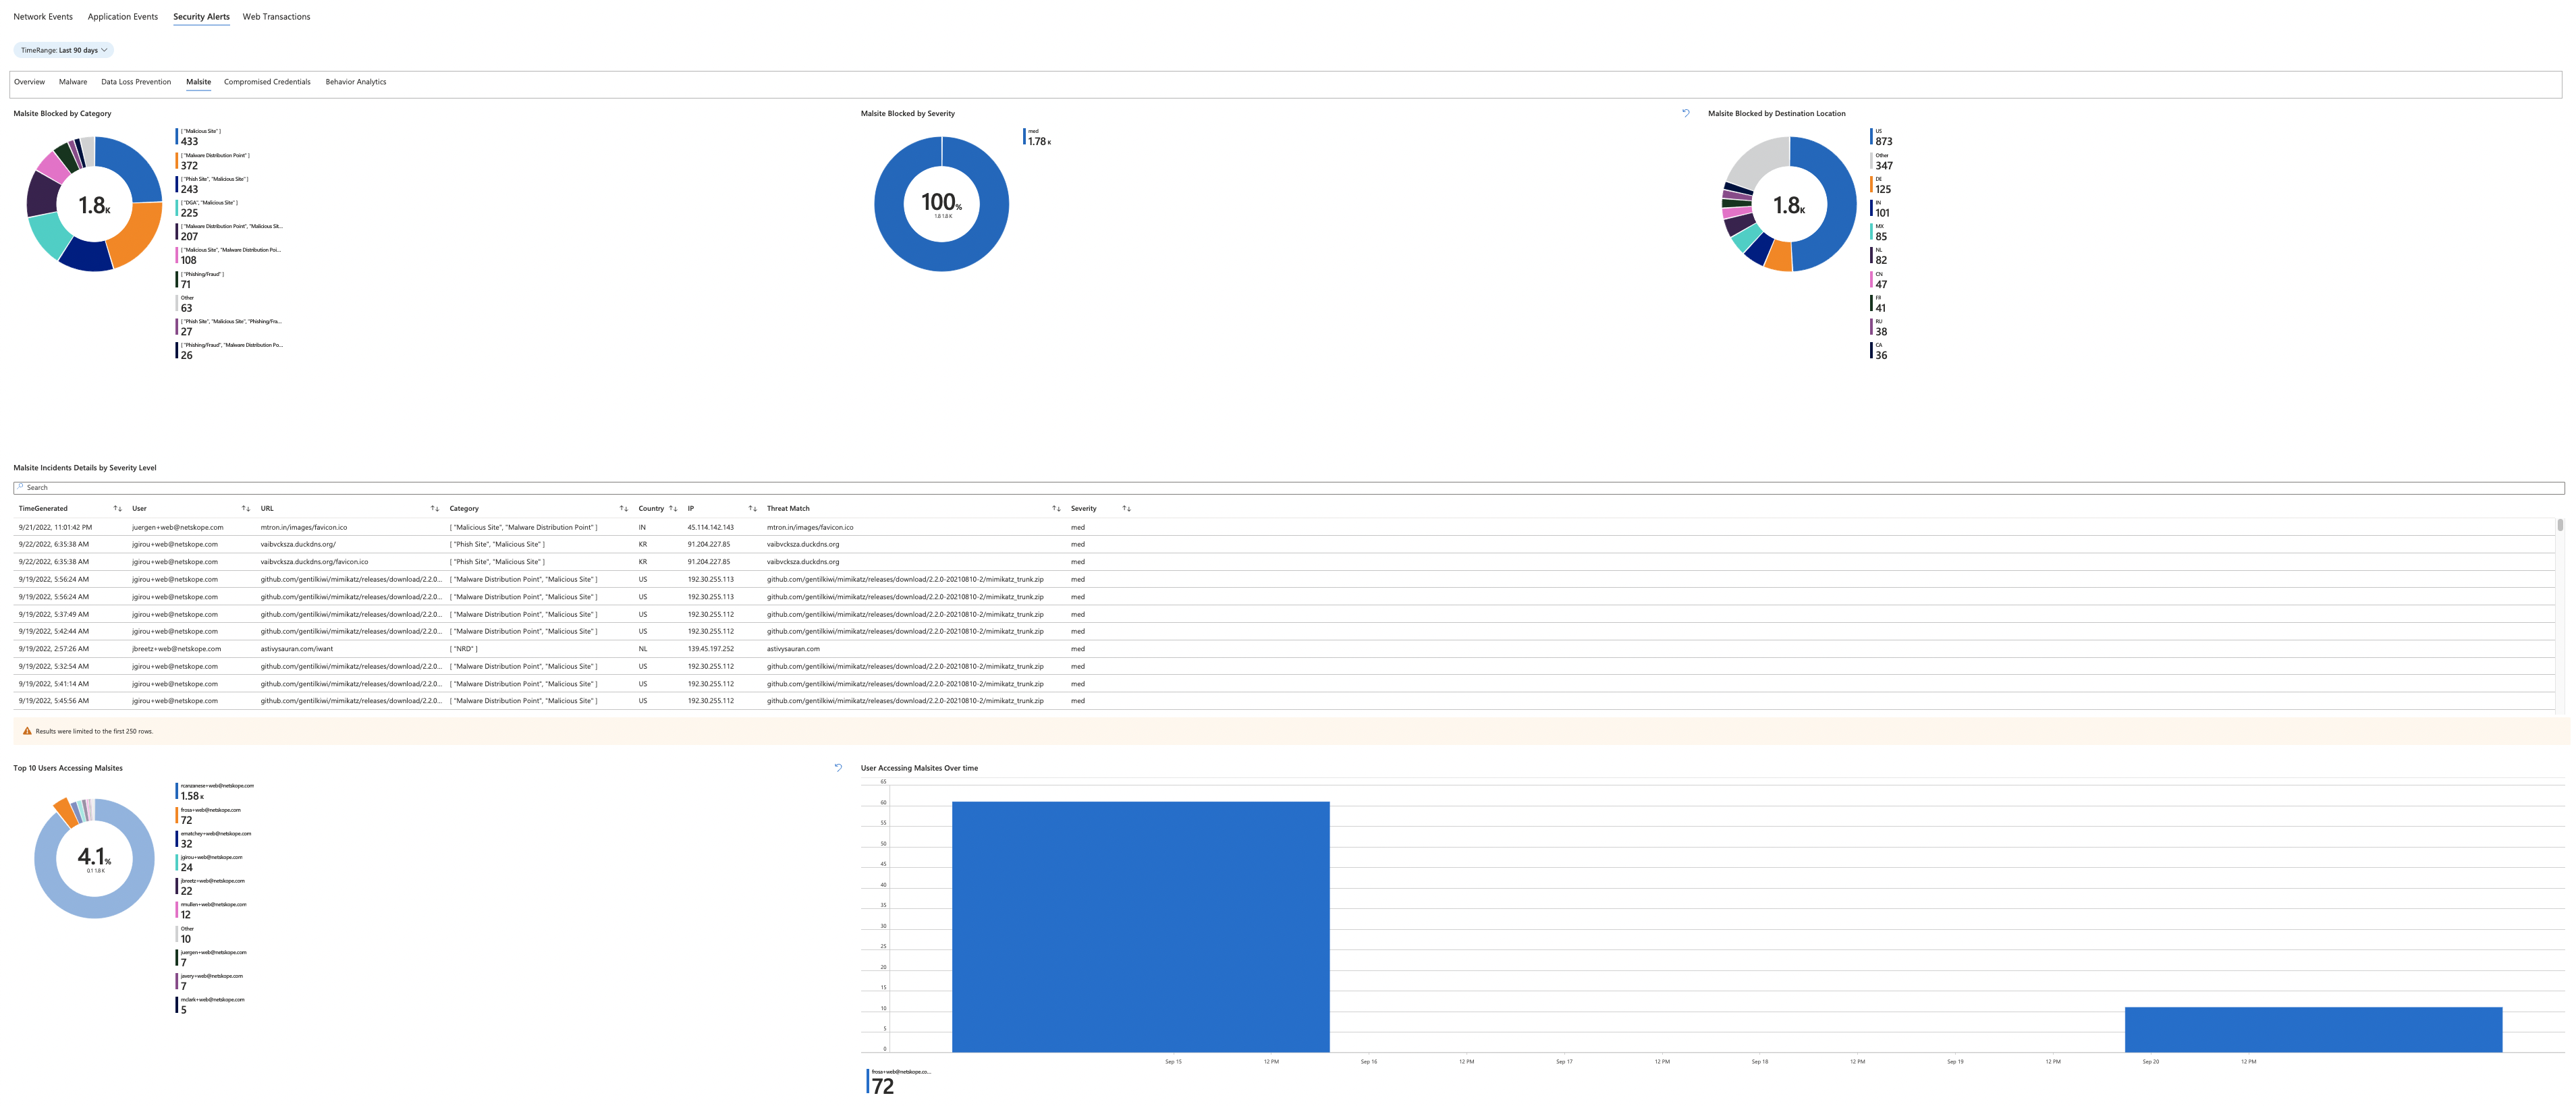 Network Events Application Events Security Alerts Web Transactions
TimeRange: Last 90 days
Overview Malware Data Loss Prevention Malsite Compromised Credentials Behavior Analytics
Malsite Blocked by Category
1.8K
[ "Malicious Site" ]
433
[ "Malware Distribution Point" ]
372
[ "Phish Site", "Malicious Site" ]
243
[ "DGA", "Malicious Site" ]
225
[ "Malware Distribution Point", "Malicious Sit...
207
[ "Malicious Site", "Malware Distribution Poi...
108
[ "Phishing/Fraud" ]
71
Other
63
[ "Phish Site", "Malicious Site", "Phishing/Fra...
27
[ "Phishing/Fraud", "Malware Distribution Po...
26
Malsite Blocked by Severity
100%
1.8 1.8 K
med
1.78 K
Malsite Blocked by Destination Location
1.8K
US
873
Other
347
DE
125
IN
101
MX
85
NL
82
CN
47
FR
41
RU
38
CA
36
Malsite Incidents Details by Severity Level
Search
TimeGenerated User URL Category Country IP Threat Match Severity
9/21/2022, 11:01:42 PM juergen+web@netskope.com mtron.in/images/favicon.ico [ "Malicious Site", "Malware Distribution Point" ] IN 45.114.142.143 mtron.in/images/favicon.ico med
9/22/2022, 6:35:38 AM jgirou+web@netskope.com vaibvcksza.duckdns.org/ [ "Phish Site", "Malicious Site" ] KR 91.204.227.85 vaibvcksza.duckdns.org med
9/22/2022, 6:35:38 AM jgirou+web@netskope.com vaibvcksza.duckdns.org/favicon.ico [ "Phish Site", "Malicious Site" ] KR 91.204.227.85 vaibvcksza.duckdns.org med
9/19/2022, 5:56:24 AM jgirou+web@netskope.com github.com/gentilkiwi/mimikatz/releases/download/2.2.0... [ "Malware Distribution Point", "Malicious Site" ] US 192.30.255.113 github.com/gentilkiwi/mimikatz/releases/download/2.2.0-20210810-2/mimikatz_trunk.zip med
9/19/2022, 5:56:24 AM jgirou+web@netskope.com github.com/gentilkiwi/mimikatz/releases/download/2.2.0... [ "Malware Distribution Point", "Malicious Site" ] US 192.30.255.113 github.com/gentilkiwi/mimikatz/releases/download/2.2.0-20210810-2/mimikatz_trunk.zip med
9/19/2022, 5:37:49 AM jgirou+web@netskope.com github.com/gentilkiwi/mimikatz/releases/download/2.2.0... [ "Malware Distribution Point", "Malicious Site" ] US 192.30.255.112 github.com/gentilkiwi/mimikatz/releases/download/2.2.0-20210810-2/mimikatz_trunk.zip med
9/19/2022, 5:42:44 AM jgirou+web@netskope.com github.com/gentilkiwi/mimikatz/releases/download/2.2.0... [ "Malware Distribution Point", "Malicious Site" ] US 192.30.255.112 github.com/gentilkiwi/mimikatz/releases/download/2.2.0-20210810-2/mimikatz_trunk.zip med
9/19/2022, 2:57:26 AM jbreetz+web@netskope.com astivysauran.com/iwant [ "NRD" ] NL 139.45.197.252 astivysauran.com med
9/19/2022, 5:32:54 AM jgirou+web@netskope.com github.com/gentilkiwi/mimikatz/releases/download/2.2.0... [ "Malware Distribution Point", "Malicious Site" ] US 192.30.255.112 github.com/gentilkiwi/mimikatz/releases/download/2.2.0-20210810-2/mimikatz_trunk.zip med
9/19/2022, 5:41:14 AM jgirou+web@netskope.com github.com/gentilkiwi/mimikatz/releases/download/2.2.0... [ "Malware Distribution Point", "Malicious Site" ] US 192.30.255.112 github.com/gentilkiwi/mimikatz/releases/download/2.2.0-20210810-2/mimikatz_trunk.zip med
9/19/2022, 5:45:56 AM jgirou+web@netskope.com github.com/gentilkiwi/mimikatz/releases/download/2.2.0... [ "Malware Distribution Point", "Malicious Site" ] US 192.30.255.112 github.com/gentilkiwi/mimikatz/releases/download/2.2.0-20210810-2/mimikatz_trunk.zip med
Results were limited to the first 250 rows.
Top 10 Users Accessing Malsites
4.1%
0.1 1.8 K
rcanzanese+web@netskope.com
1.58 K
fross+web@netskope.com
72
xmatchey+web@netskope.com
32
jgirou+web@netskope.com
24
jbreetz+web@netskope.com
22
rmullen+web@netskope.com
12
Other
10
juergen+web@netskope.com
7
javery+web@netskope.com
7
mclark+web@netskope.com
5
User Accessing Malsites Over time
65
60
55
50
45
40
35
30
25
20
15
10
5
0
Sep 15 12 PM Sep 16 12 PM Sep 17 12 PM Sep 18 12 PM Sep 19 12 PM Sep 20 12 PM
fross+web@netskope.co...
72